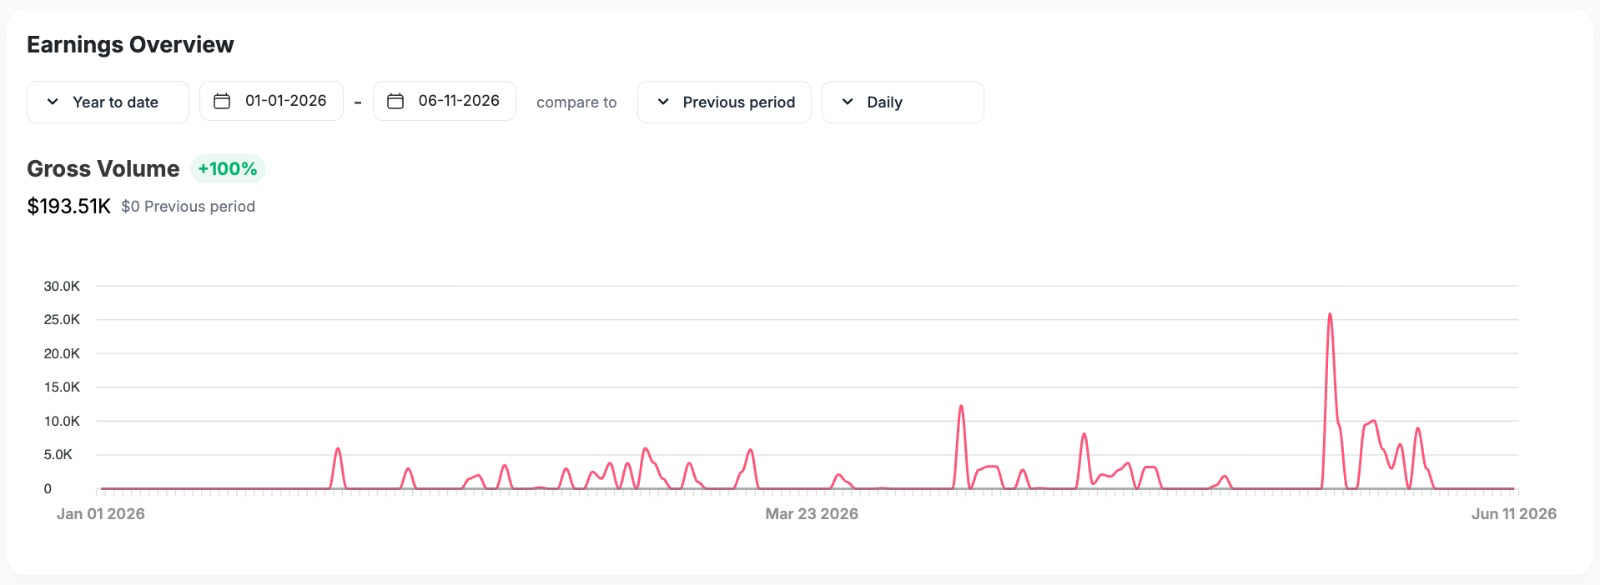 Earnings Overview
Year to date 01-01-2026 - 06-11-2026 compare to Previous period Daily
Gross Volume +100%
$193.51K $0 Previous period
30.0K
25.0K
20.0K
15.0K
10.0K
5.0K
0
Jan 01 2026 Mar 23 2026 Jun 11 2026